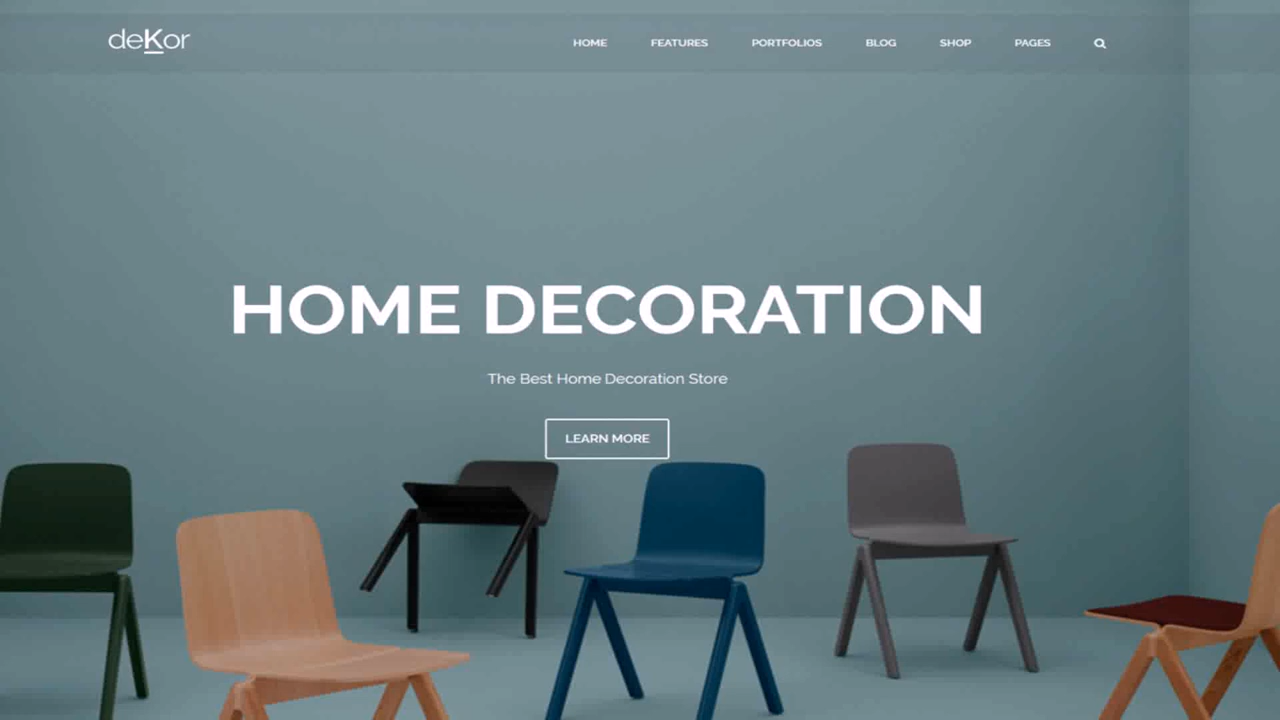 deKor
HOME FEATURES PORTFOLIOS BLOG SHOP PAGES
HOME DECORATION
The Best Home Decoration Store
LEARN MORE